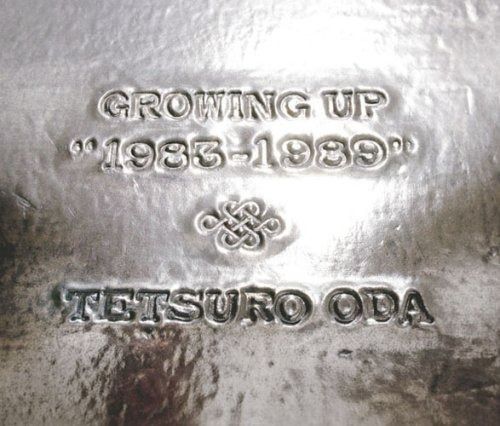 GROWING UP
"1983-1989"
TETSURO ODA